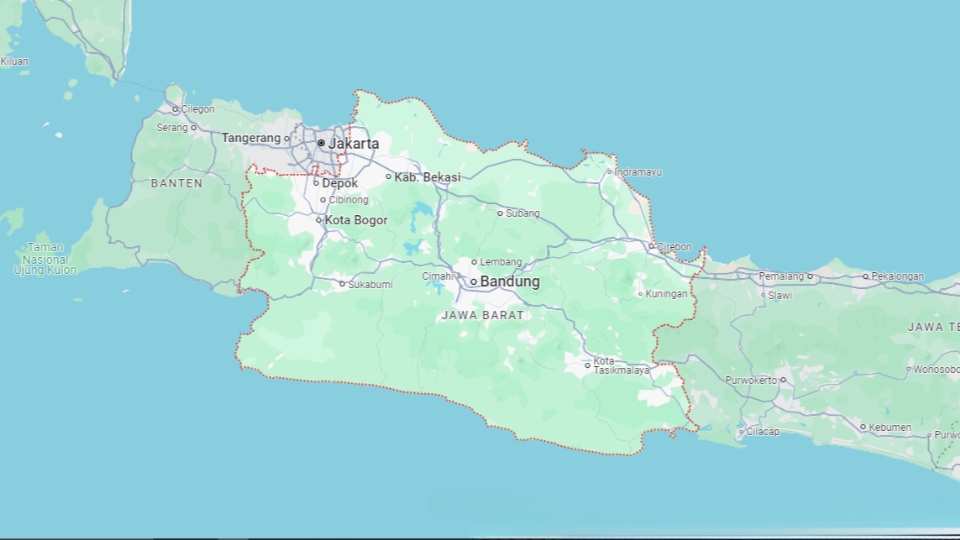 Kiluan
Cilegon
Serang
Tangerang
Jakarta
BANTEN
Depok
Kab. Bekasi
Indramayu
Cibinong
Kota Bogor
Subang
Taman
Nasional
Ujung Kulon
Cirebon
Lembang
Cimahi
Bandung
Sukabumi
Pemalang
Pekalongan
Kuningan
Slawi
JAWA BARAT
JAWA TE
Kota
Tasikmalaya
Wonosobo
Purwokerto
Kebumen
Cilacap
Purwo